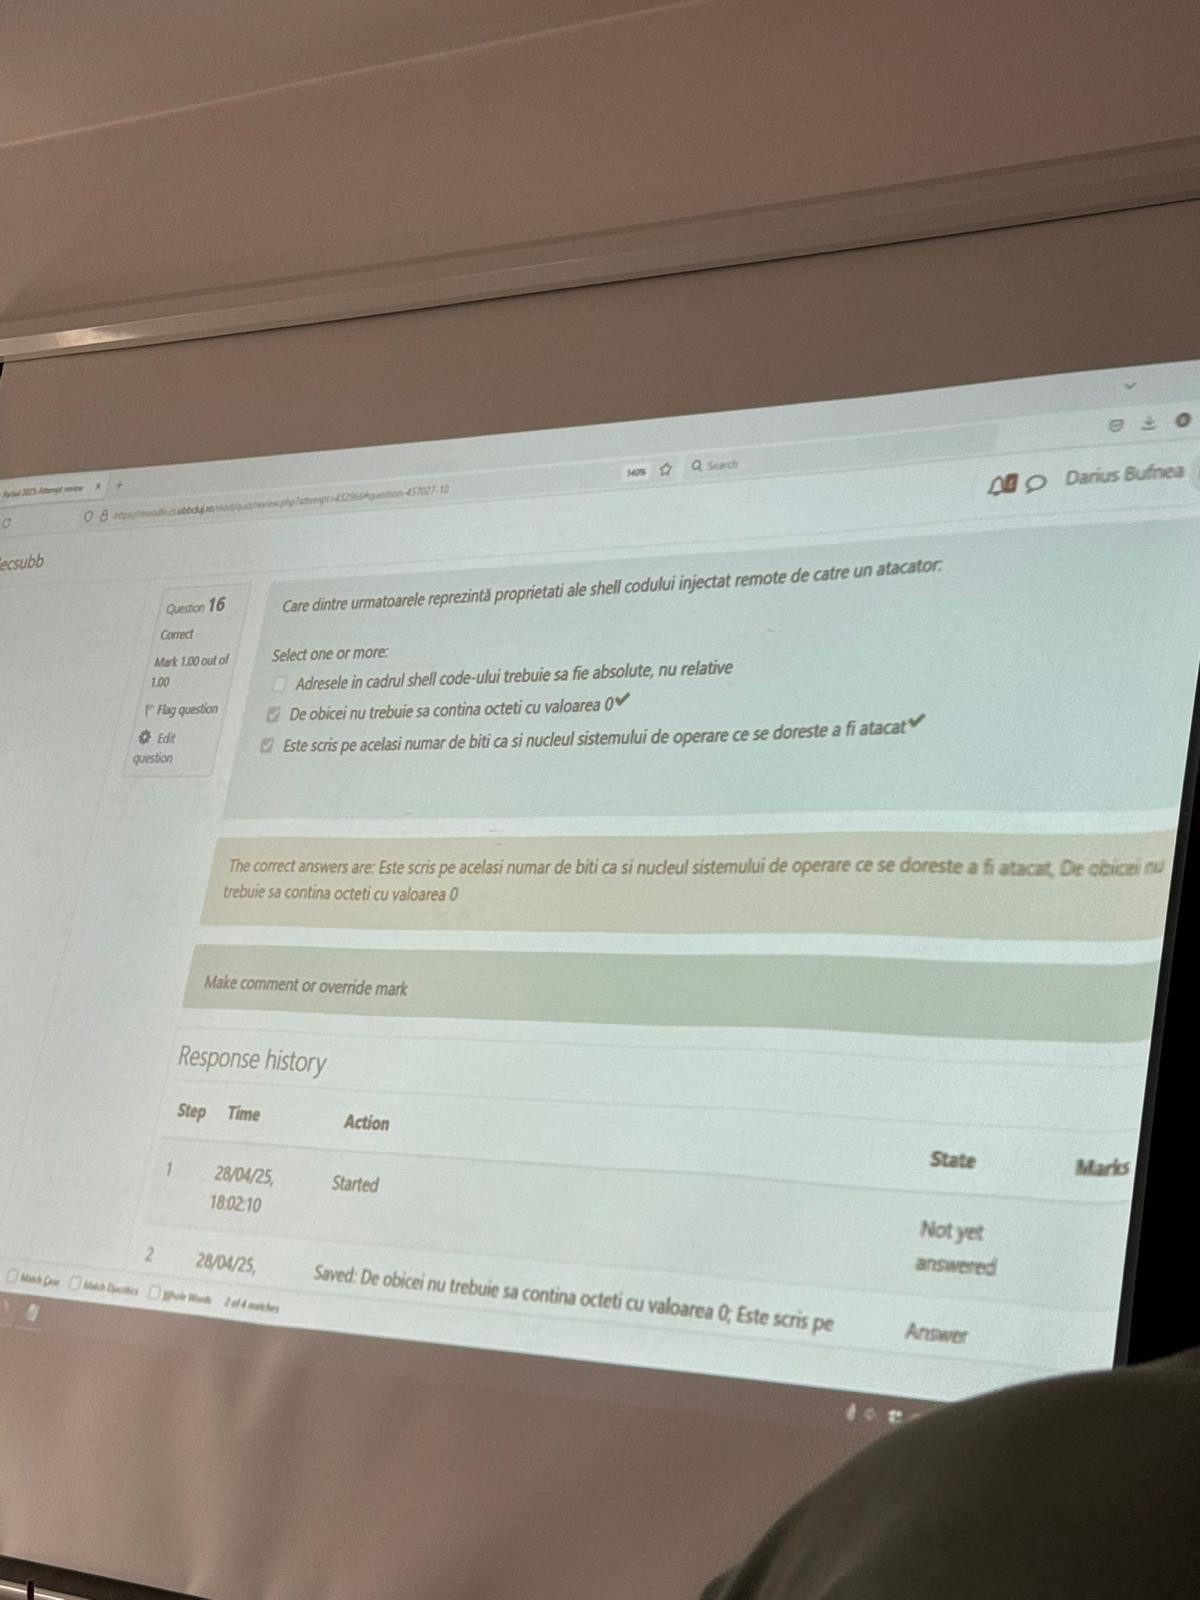 Partial 2025: Attempt review × +
https://moodle.cs.ubbcluj.ro/mod/quiz/review.php?attempt=432966#question-457027-10
140%
Search
Darius Bufnea
ecsubb
Question 16
Correct
Mark 1.00 out of
1.00
Flag question
Edit
question
Care dintre urmatoarele reprezintă proprietati ale shell codului injectat remote de catre un atacator:
Select one or more:
Adresele in cadrul shell code-ului trebuie sa fie absolute, nu relative
De obicei nu trebuie sa contina octeti cu valoarea 0✔
Este scris pe acelasi numar de biti ca si nucleul sistemului de operare ce se doreste a fi atacat✔
The correct answers are: Este scris pe acelasi numar de biti ca si nucleul sistemului de operare ce se doreste a fi atacat, De obicei nu
trebuie sa contina octeti cu valoarea 0
Make comment or override mark
Response history
Step Time Action State Marks
1 28/04/25,
18:02:10
Started
Not yet
answered
2 28/04/25,
Saved: De obicei nu trebuie sa contina octeti cu valoarea 0; Este scris pe
Answer
Match Case Match Diacritics Whole Words 2 of 4 matches